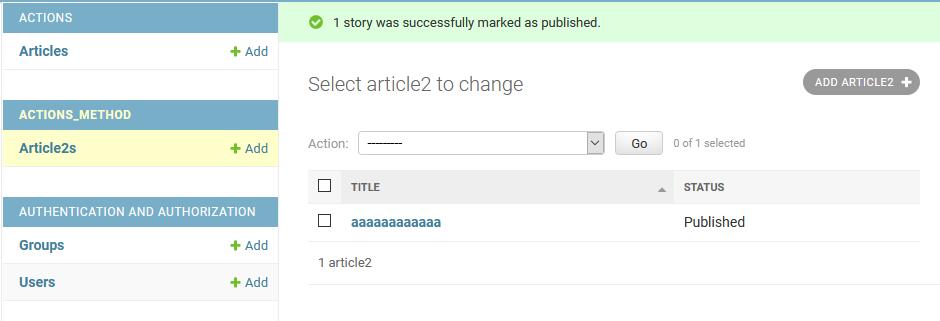 ACTIONS
Articles + Add
ACTIONS_METHOD
Article2s + Add
AUTHENTICATION AND AUTHORIZATION
Groups + Add
Users + Add
1 story was successfully marked as published.
Select article2 to change
ADD ARTICLE2 +
Action: --------- Go 0 of 1 selected
TITLE STATUS
aaaaaaaaaaaa Published
1 article2